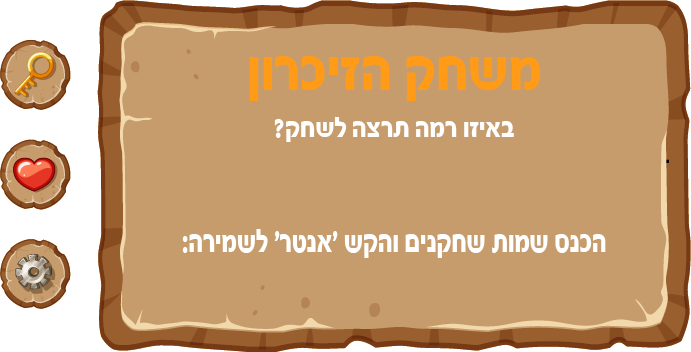 משחק הזיכרון
באיזו רמה תרצה לשחק?
הכנס שמות שחקנים והקש 'אנטר' לשמירה: